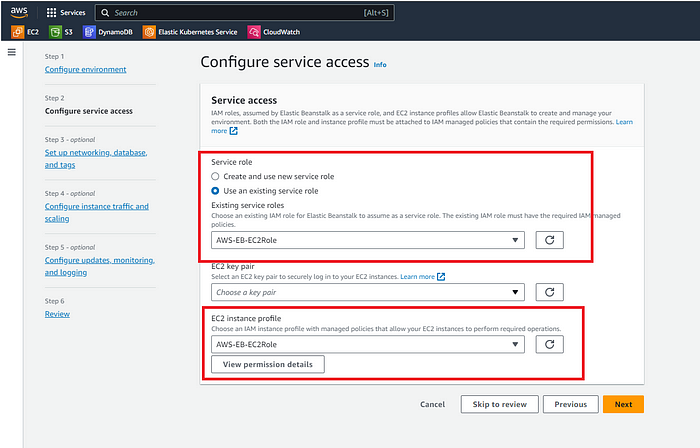 aws
Services
Search
[Alt+S]
EC2
S3
DynamoDB
Elastic Kubernetes Service
CloudWatch
Step 1
Configure environment
Step 2
Configure service access
Step 3 - optional
Set up networking, database,
and tags
Step 4 - optional
Configure instance traffic and
scaling
Step 5 - optional
Configure updates, monitoring,
and logging
Step 6
Review
Configure service access Info
Service access
IAM roles, assumed by Elastic Beanstalk as a service role, and EC2 instance profiles allow Elastic Beanstalk to create and manage your
environment. Both the IAM role and instance profile must be attached to IAM managed policies that contain the required permissions. Learn
more
Service role
Create and use new service role
Use an existing service role
Existing service roles
Choose an existing IAM role for Elastic Beanstalk to assume as a service role. The existing IAM role must have the required IAM managed
policies.
AWS-EB-EC2Role
EC2 key pair
Select an EC2 key pair to securely log in to your EC2 instances. Learn more
Choose a key pair
EC2 instance profile
Choose an IAM instance profile with managed policies that allow your EC2 instances to perform required operations.
AWS-EB-EC2Role
View permission details
Cancel
Skip to review
Previous
Next